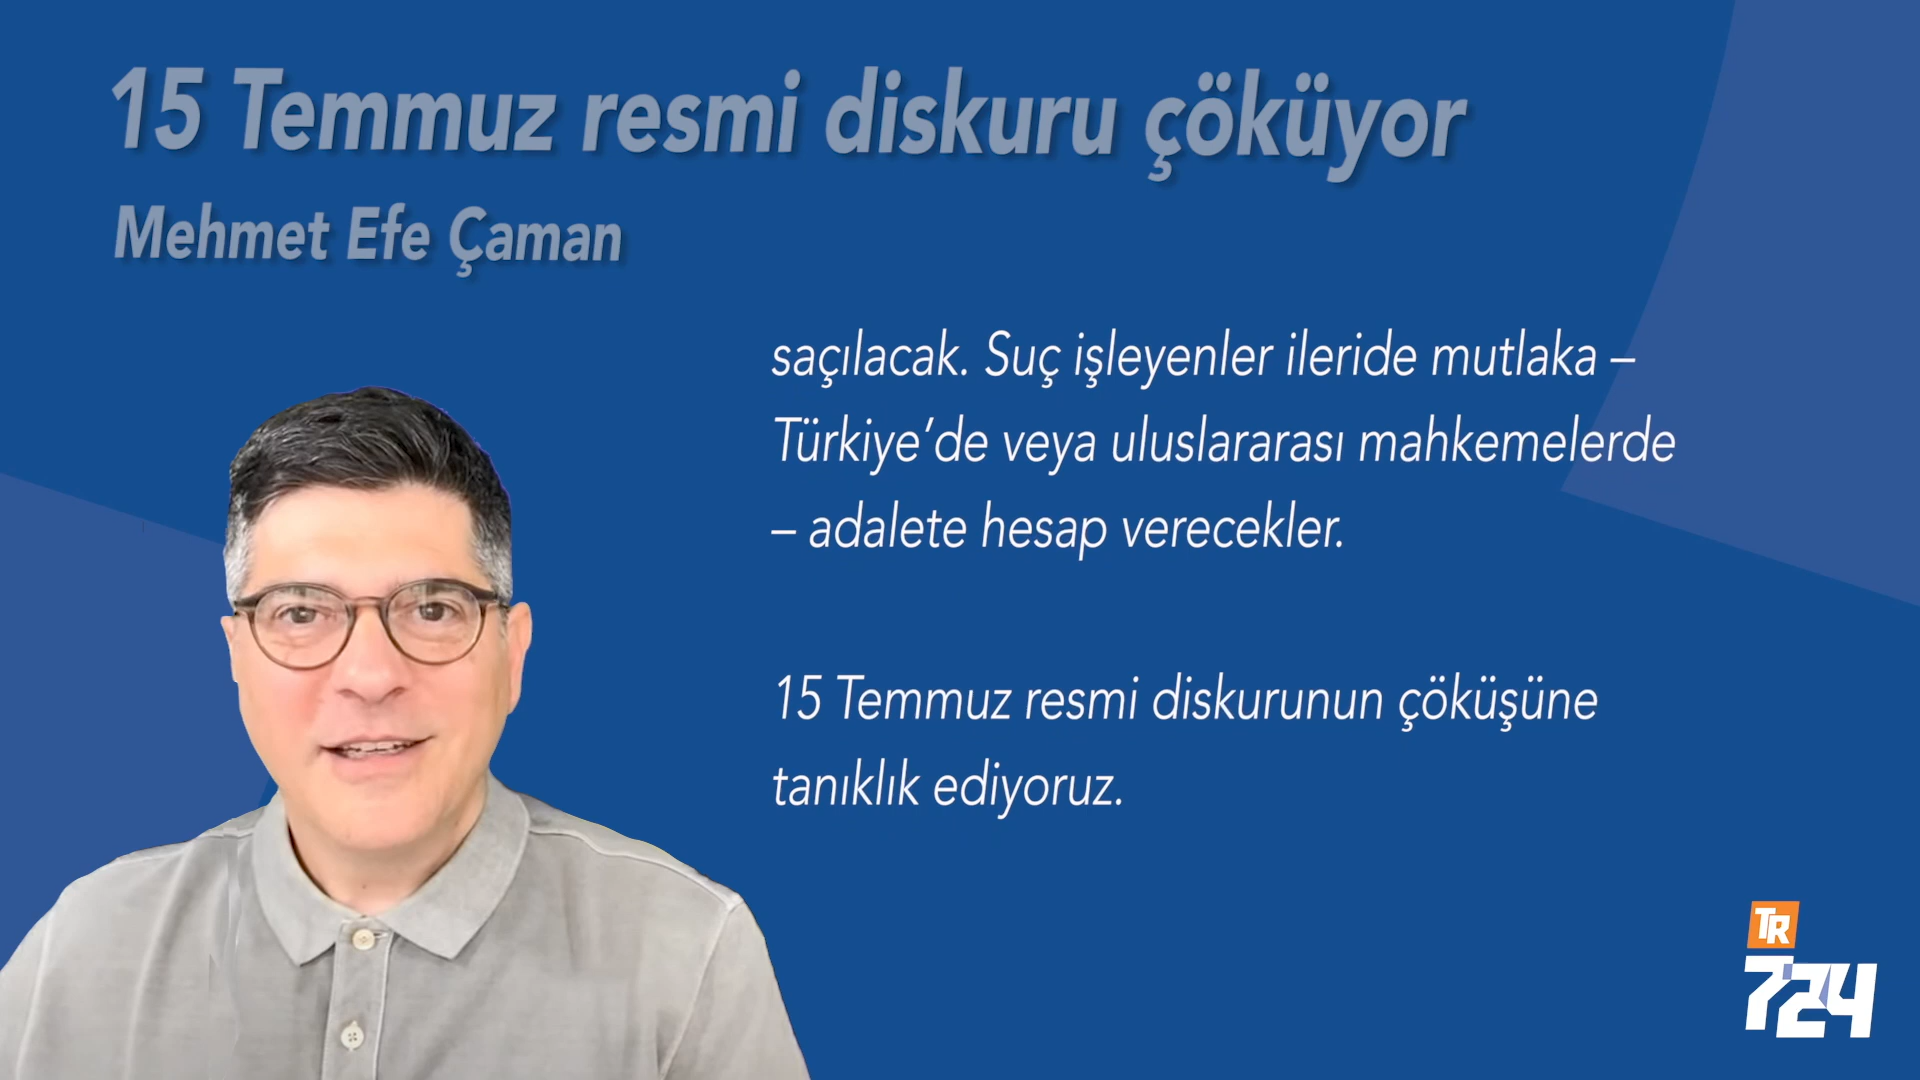 15 Temmuz resmi diskuru çöküyor
Mehmet Efe Çaman
saçılacak. Suç işleyenler ileride mutlaka –
Türkiye’de veya uluslararası mahkemelerde
– adalete hesap verecekler.
15 Temmuz resmi diskurunun çöküşüne
tanıklık ediyoruz.
TR
724